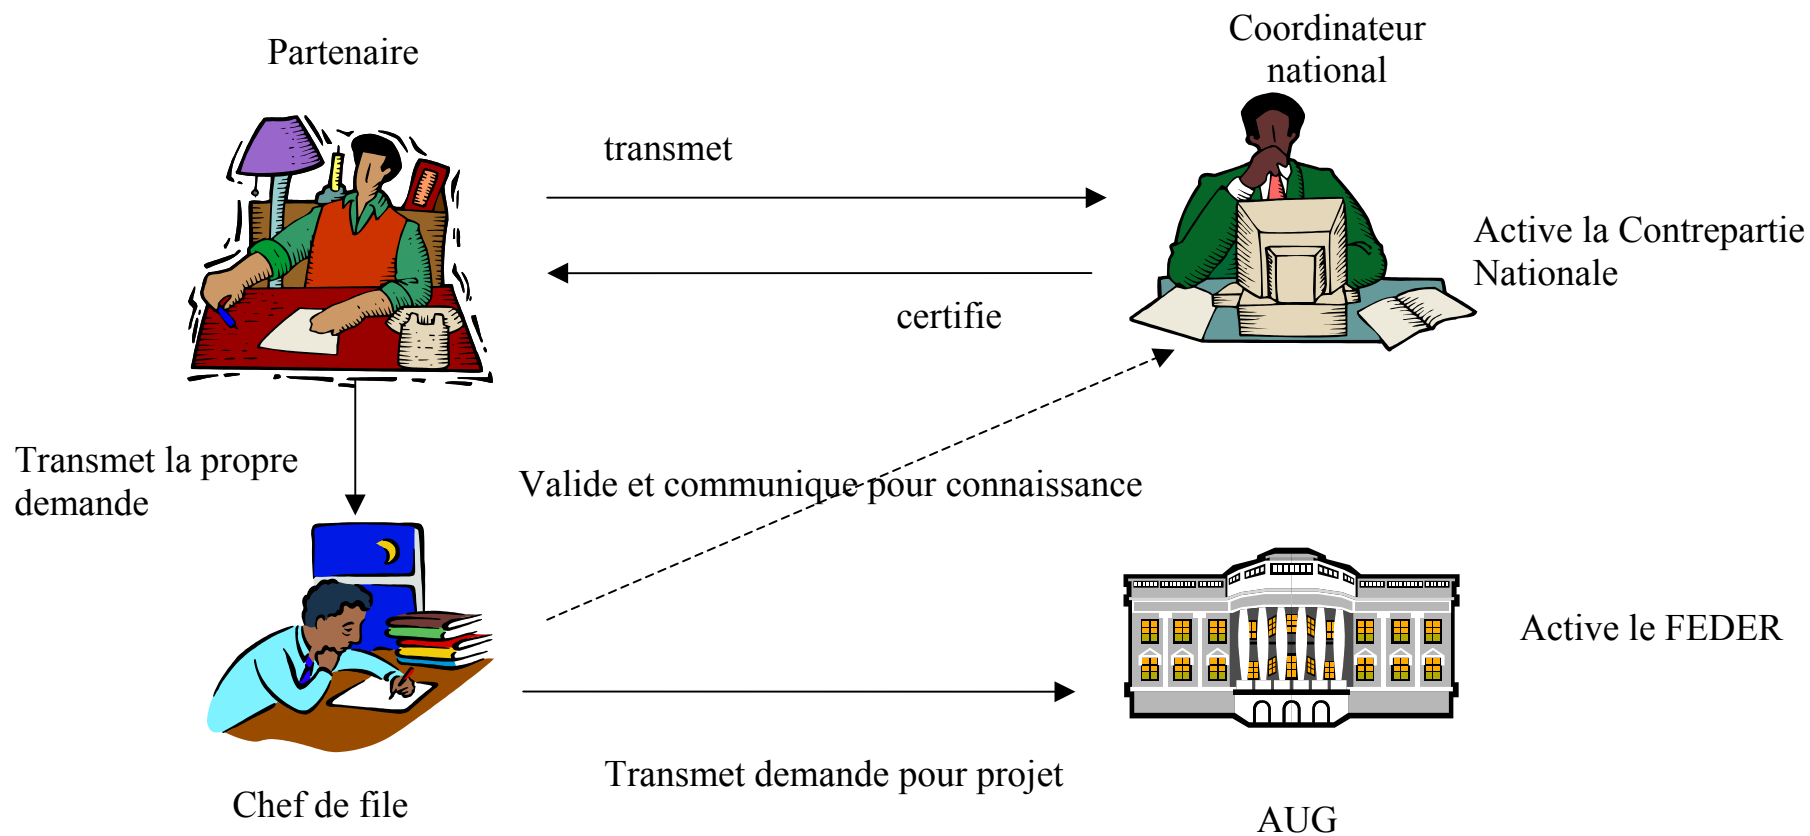 Partenaire
Coordinateur
national
transmet
Active la Contrepartie
Nationale
certifie
Transmet la propre
demande
Valide et communique pour connaissance
Active le FEDER
Transmet demande pour projet
Chef de file
AUG